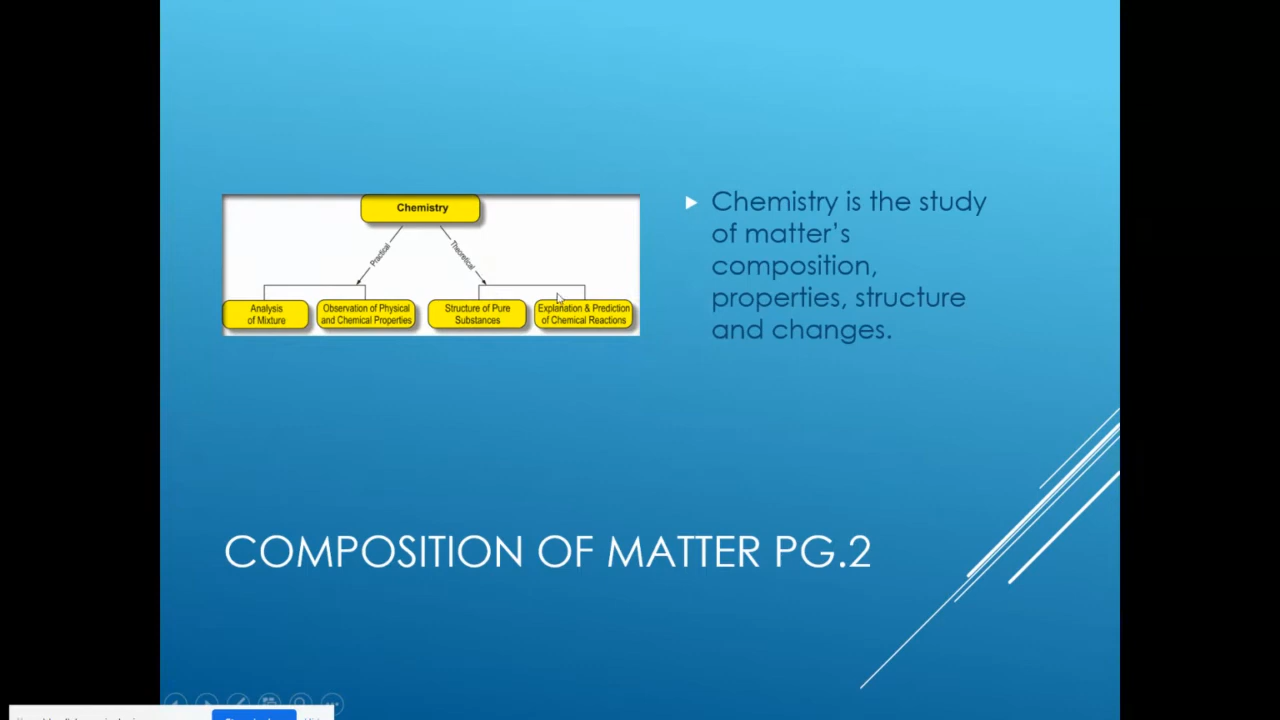 Chemistry
Practical
Theoretical
Analysis
of Mixture
Observation of Physical
and Chemical Properties
Structure of Pure
Substances
Explanation & Prediction
of Chemical Reactions
Chemistry is the study
of matter’s
composition,
properties, structure
and changes.
COMPOSITION OF MATTER PG.2